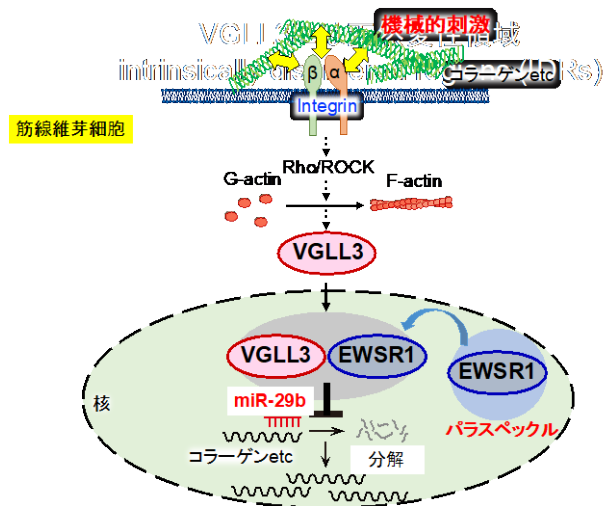 機械的刺激
コラーゲンetc
β α
Integrin
筋線維芽細胞
Rho/ROCK
G-actin
F-actin
VGLL3
VGLL3
EWSR1
EWSR1
miR-29b
パラスペックル
核
コラーゲンetc
分解